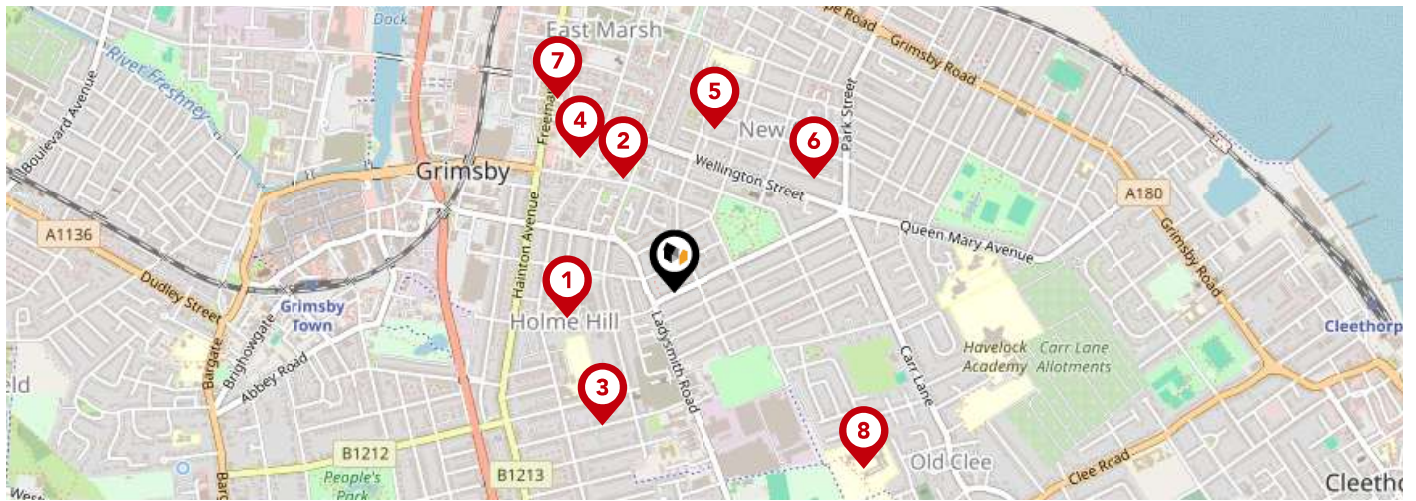 Dock
East Marsh
River Freshney
Boulevard Avenue
7
5
4
2
6
New
Park Street
Grimsby Road
Wellington Street
Grimsby
A180
A1136
Hainton Avenue
Queen Mary Avenue
Grimsby Road
Dudley Street
1
Grimsby
Town
Holme Hill
Ladysmith Road
Cleethorp
Brighowgate
Bargate
Abbey Road
Havelock
Academy
Carr Lane
Allotments
Carr Lane
3
8
B1212
B1213
Old Clee
People's
Park
Clee Road
Cleetho